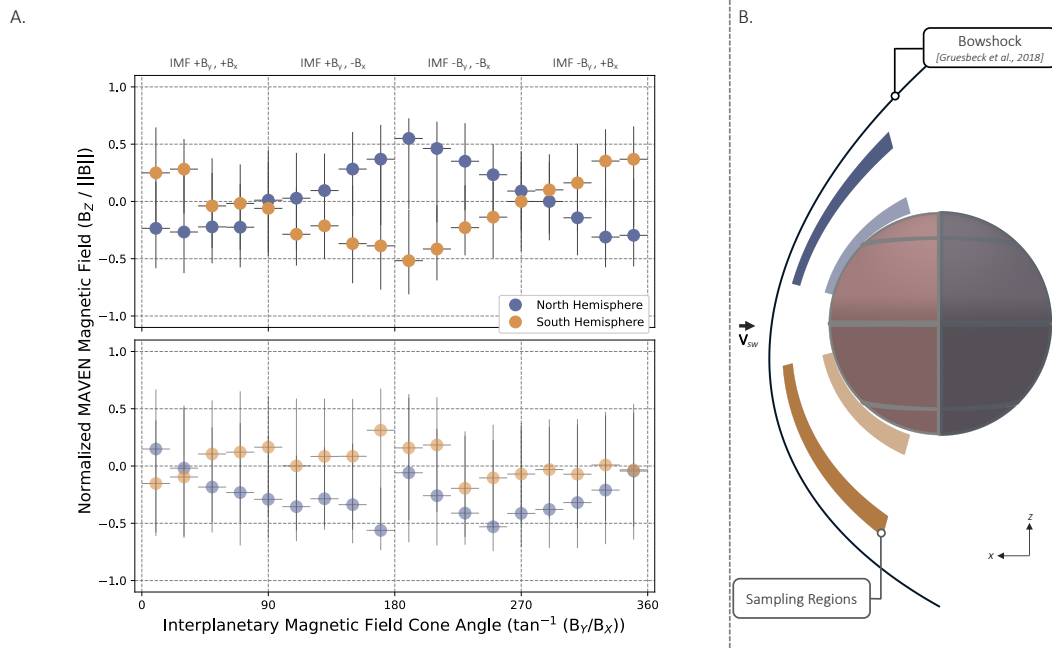 A.
IMF +By , +Bx
IMF +By , -Bx
IMF -By , -Bx
IMF -By , +Bx
1.0
0.5
0.0
−0.5
−1.0
North Hemisphere
South Hemisphere
1.0
0.5
0.0
−0.5
−1.0
0
90
180
270
360
Normalized MAVEN Magnetic Field (BZ / ||B||)
Interplanetary Magnetic Field Cone Angle (tan−1 (BY/BX))
B.
Bowshock
[Gruesbeck et al., 2018]
Vsw
z
x
Sampling Regions